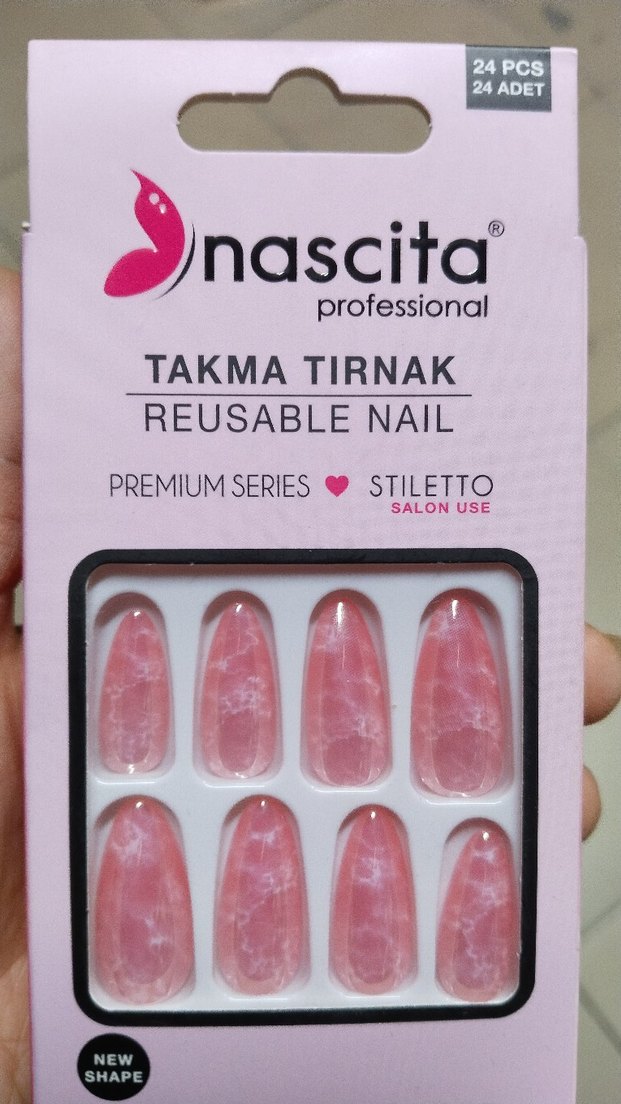 24 PCS
24 ADET
nascita®
professional
TAKMA TIRNAK
REUSABLE NAIL
PREMIUM SERIES ♥ STILETTO
SALON USE
NEW
SHAPE